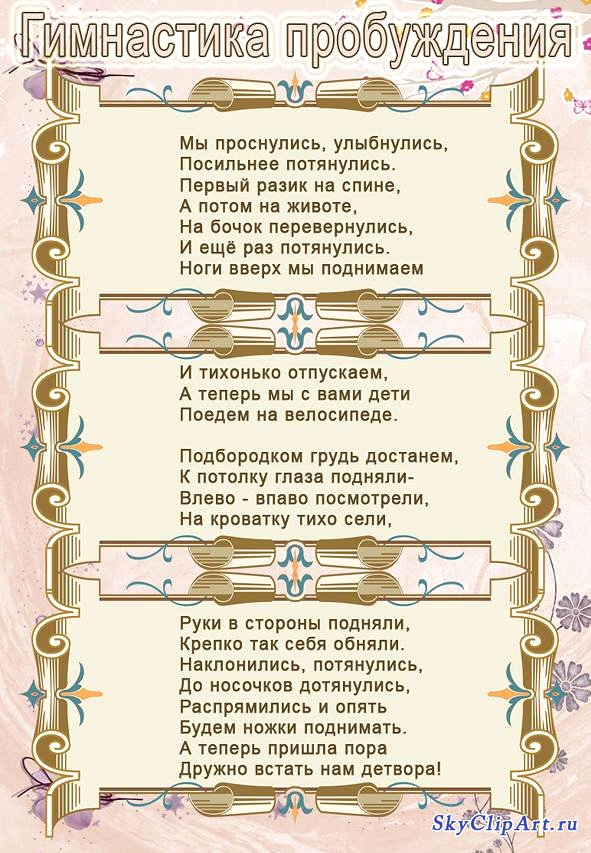 Гимнастика пробуждения
Мы проснулись, улыбнулись,
Посильнее потянулись.
Первый разик на спине,
А потом на животе,
На бочок перевернулись,
И ещё раз потянулись.
Ноги вверх мы поднимаем
И тихонько отпускаем,
А теперь мы с вами дети
Поедем на велосипеде.
Подбородком грудь достанем,
К потолку глаза подняли-
Влево - впаво посмотрели,
На кроватку тихо сели,
Руки в стороны подняли,
Крепко так себя обняли.
Наклонились, потянулись,
До носочков дотянулись,
Распрямились и опять
Будем ножки поднимать.
А теперь пришла пора
Дружно встать нам детвора!
SkyClipArt.ru